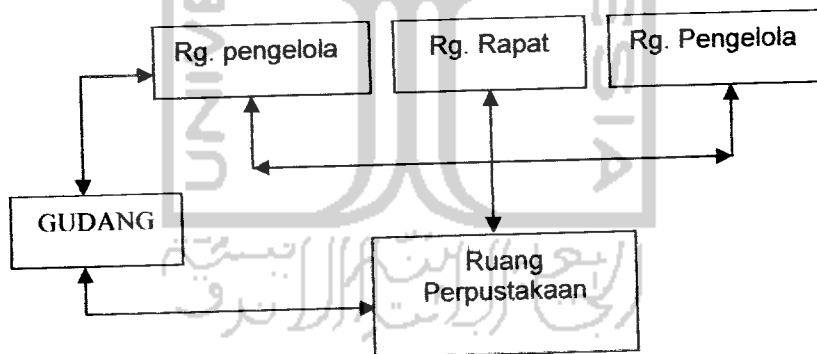 Rg. pengelola
Rg. Rapat
Rg. Pengelola
GUDANG
Ruang
Perpustakaan